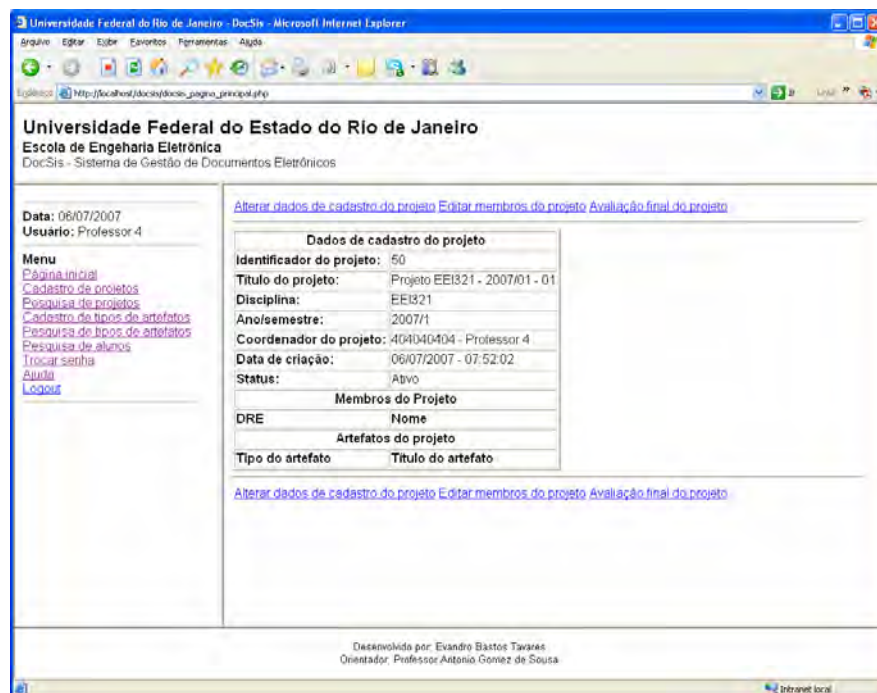 Universidade Federal do Rio de Janeiro - DocSis - Microsoft Internet Explorer
Arquivo Editar Exibir Favoritos Ferramentas Ajuda
Endereço http://localhost/docsis/docsis_pagina_principal.php
Universidade Federal do Estado do Rio de Janeiro
Escola de Engeharia Eletrônica
DocSis - Sistema de Gestão de Documentos Eletrônicos
Data: 06/07/2007
Usuário: Professor 4
Menu
Página inicial
Cadastro de projetos
Pesquisa de projetos
Cadastro de tipos de artefatos
Pesquisa de tipos de artefatos
Pesquisa de alunos
Trocar senha
Ajuda
Logout
Alterar dados de cadastro do projeto Editar membros do projeto Avaliação final do projeto
Dados de cadastro do projeto
Identificador do projeto: 50
Título do projeto: Projeto EEI321 - 2007/01 - 01
Disciplina: EEI321
Ano/semestre: 2007/1
Coordenador do projeto: 404040404 - Professor 4
Data de criação: 06/07/2007 - 07:52:02
Status: Ativo
Membros do Projeto
DRE Nome
Artefatos do projeto
Tipo do artefato Título do artefato
Alterar dados de cadastro do projeto Editar membros do projeto Avaliação final do projeto
Desenvolvido por: Evandro Bastos Tavares
Orientador: Professor Antonio Gomez de Sousa
Intranet local